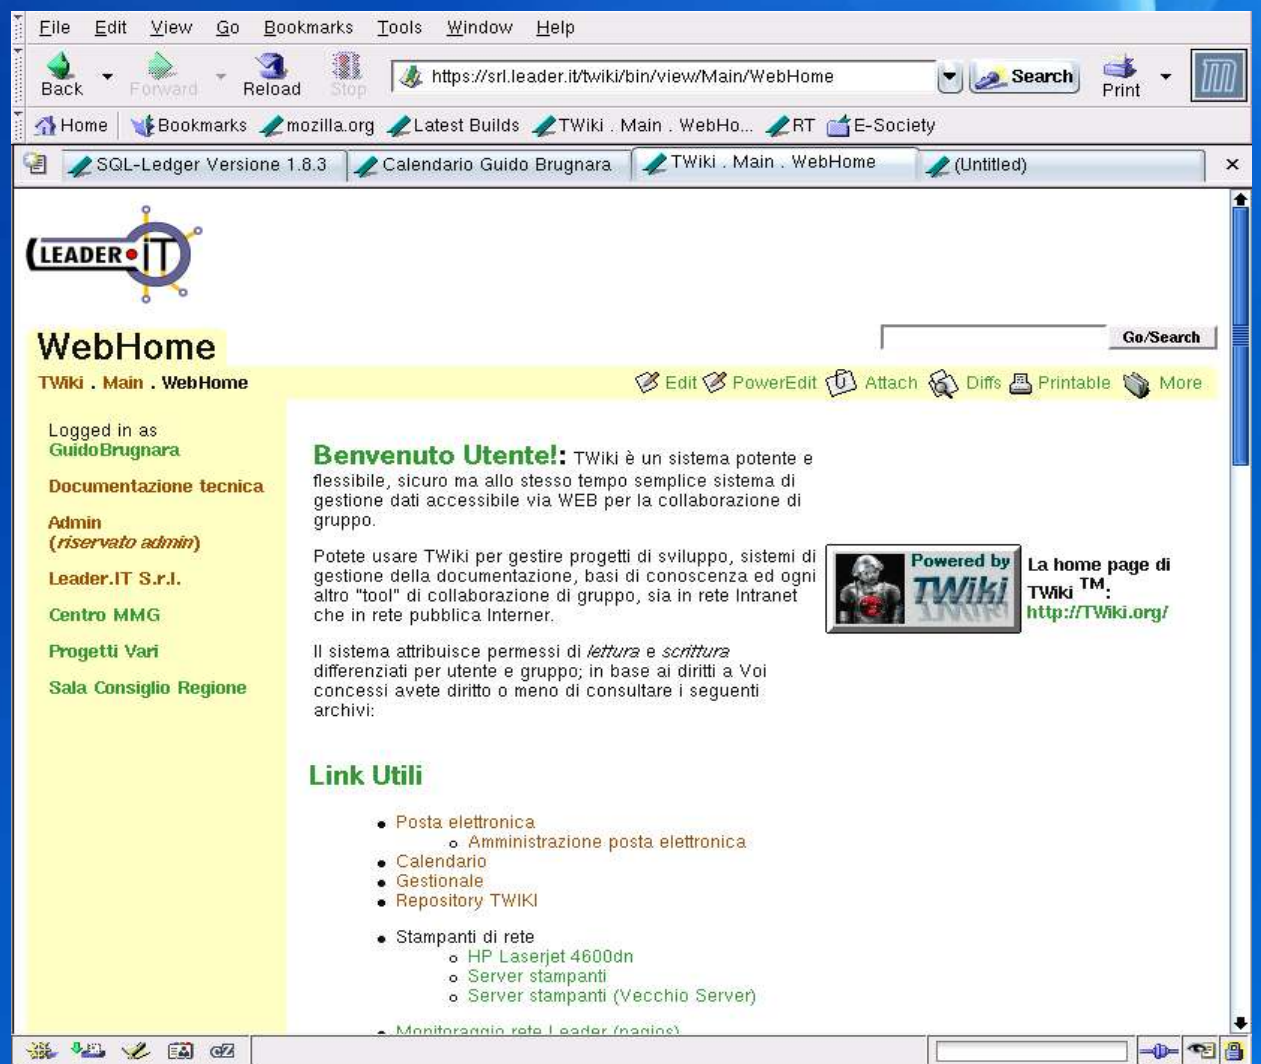 File Edit View Go Bookmarks Tools Window Help
Back Forward Reload Stop https://srl.leader.it/twiki/bin/view/Main/WebHome Search Print
Home Bookmarks mozilla.org Latest Builds TWiki . Main . WebHo... RT E-Society
SQL-Ledger Versione 1.8.3 Calendario Guido Brugnara TWiki . Main . WebHome (Untitled)
LEADER iT
WebHome
Go/Search
TWiki . Main . WebHome
Edit PowerEdit Attach Diffs Printable More
Logged in as
GuidoBrugnara
Documentazione tecnica
Admin
(riservato admin)
Leader.IT S.r.l.
Centro MMG
Progetti Vari
Sala Consiglio Regione
Benvenuto Utente!: TWiki è un sistema potente e
flessibile, sicuro ma allo stesso tempo semplice sistema di
gestione dati accessibile via WEB per la collaborazione di
gruppo.
Potete usare TWiki per gestire progetti di sviluppo, sistemi di
gestione della documentazione, basi di conoscenza ed ogni
altro "tool" di collaborazione di gruppo, sia in rete Intranet
che in rete pubblica Internet.
Il sistema attribuisce permessi di lettura e scrittura
differenziati per utente e gruppo; in base ai diritti a Voi
concessi avete diritto o meno di consultare i seguenti
archivi:
Powered by
TWiki
La home page di
TWiki TM:
http://TWiki.org/
Link Utili
Posta elettronica
Amministrazione posta elettronica
Calendario
Gestionale
Repository TWIKI
Stampanti di rete
HP Laserjet 4600dn
Server stampanti
Server stampanti (Vecchio Server)
Monitoraggio rete Leader (nagios)